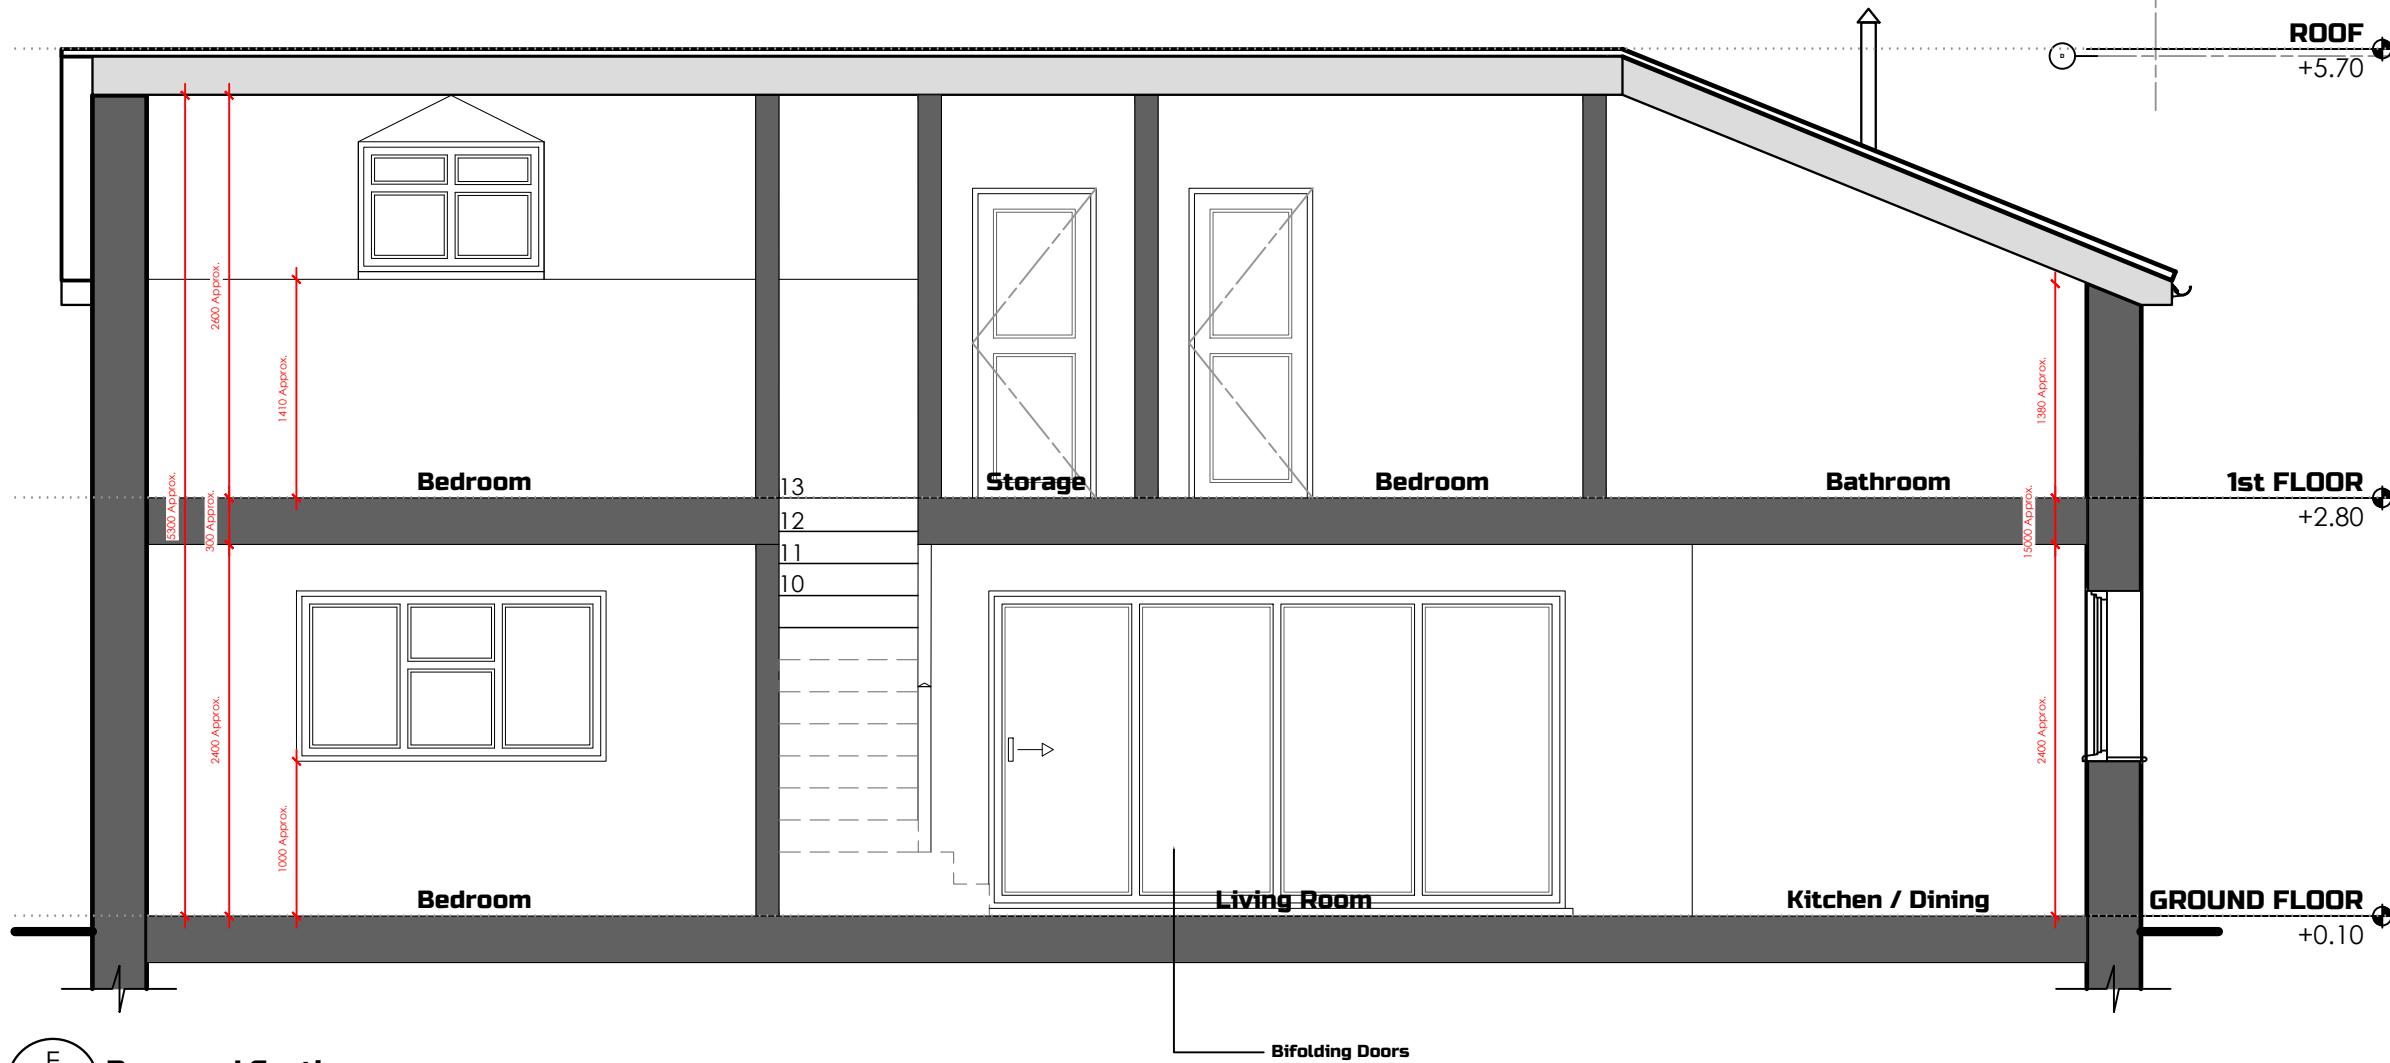 ROOF
+5.70
2600 Approx.
1410 Approx.
1380 Approx.
Bedroom
13
Storage
Bedroom
Bathroom
1st FLOOR
+2.80
5300 Approx.
300 Approx.
12
15000 Approx.
11
10
2400 Approx.
2400 Approx.
1000 Approx.
Bedroom
Living Room
Kitchen / Dining
GROUND FLOOR
+0.10
Bifolding Doors